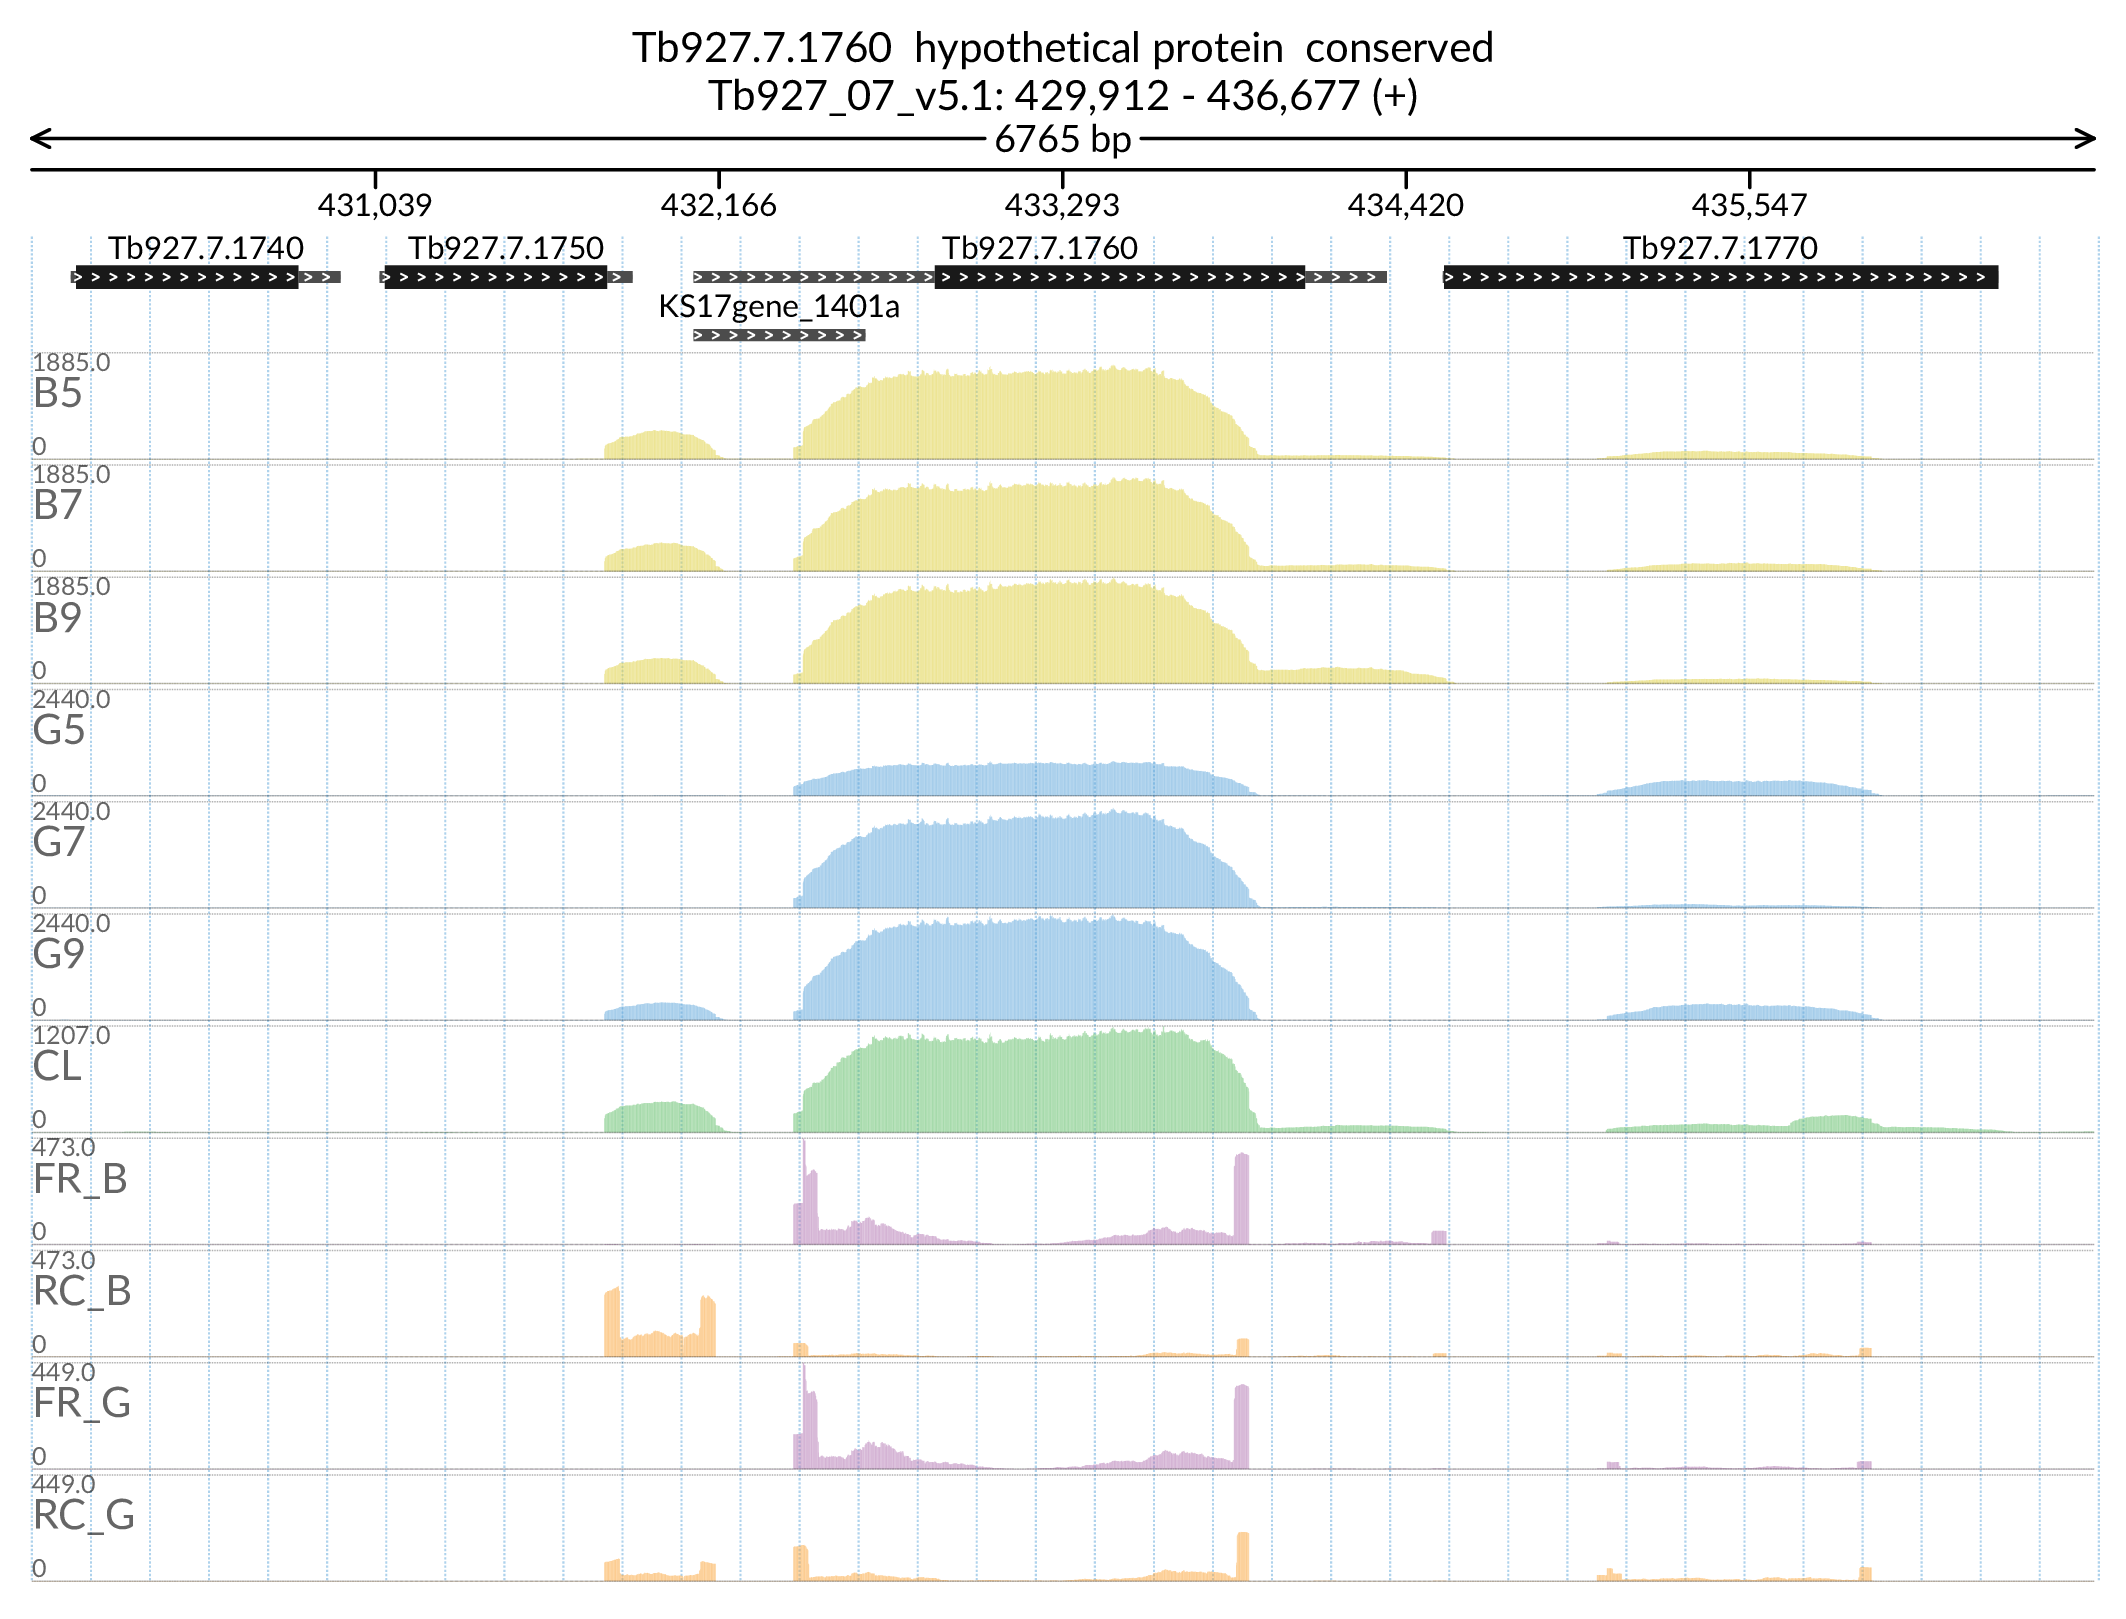 Tb927.7.1760  hypothetical protein  conserved
Tb927_07_v5.1: 429,912 - 436,677 (+)
6765 bp
431,039 432,166 433,293 434,420 435,547
Tb927.7.1740 Tb927.7.1750 Tb927.7.1760 Tb927.7.1770
KS17gene_1401a
1885.0
B5
0
1885.0
B7
0
1885.0
B9
0
2440.0
G5
0
2440.0
G7
0
2440.0
G9
0
1207.0
CL
0
473.0
FR_B
0
473.0
RC_B
0
449.0
FR_G
0
449.0
RC_G
0